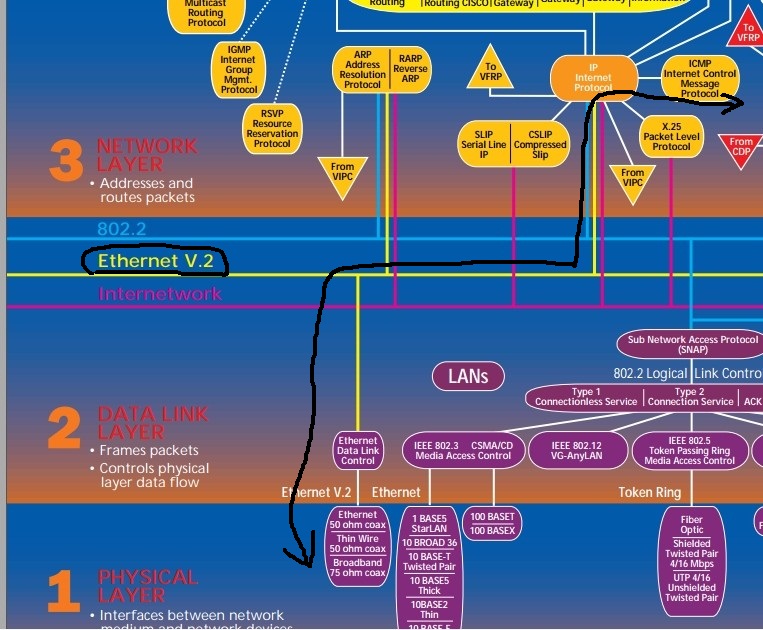 Multicast
Routing
Protocol
Routing
Routing CISCO
Gateway
To
VFRP
IGMP
Internet
Group
Mgmt.
Protocol
ARP
Address
Resolution
Protocol
RARP
Reverse
ARP
To
VFRP
IP
Internet
Protocol
ICMP
Internet Control
Message
Protocol
RSVP
Resource
Reservation
Protocol
SLIP
Serial Line
IP
CSLIP
Compressed
Slip
X.25
Packet Level
Protocol
From
CDP
From
VIPC
From
VIPC
3
NETWORK
LAYER
• Addresses and
routes packets
802.2
Ethernet V.2
Internetwork
Sub Network Access Protocol
(SNAP)
802.2 Logical Link Contro
LANs
Type 1
Connectionless Service
Type 2
Connection Service
ACK
2
DATA LINK
LAYER
• Frames packets
• Controls physical
layer data flow
Ethernet
Data Link
Control
IEEE 802.3 CSMA/CD
Media Access Control
IEEE 802.12
VG-AnyLAN
IEEE 802.5
Token Passing Ring
Media Access Control
Ethernet V.2
Ethernet
Token Ring
Ethernet
50 ohm coax
Thin Wire
50 ohm coax
Broadband
75 ohm coax
1 BASE5
StarLAN
10 BROAD 36
10 BASE-T
Twisted Pair
10 BASE5
Thick
10BASE2
Thin
100 BASET
100 BASEX
Fiber
Optic
Shielded
Twisted Pair
4/16 Mbps
UTP 4/16
Unshielded
Twisted Pair
1
PHYSICAL
LAYER
• Interfaces between network
medium and network devices